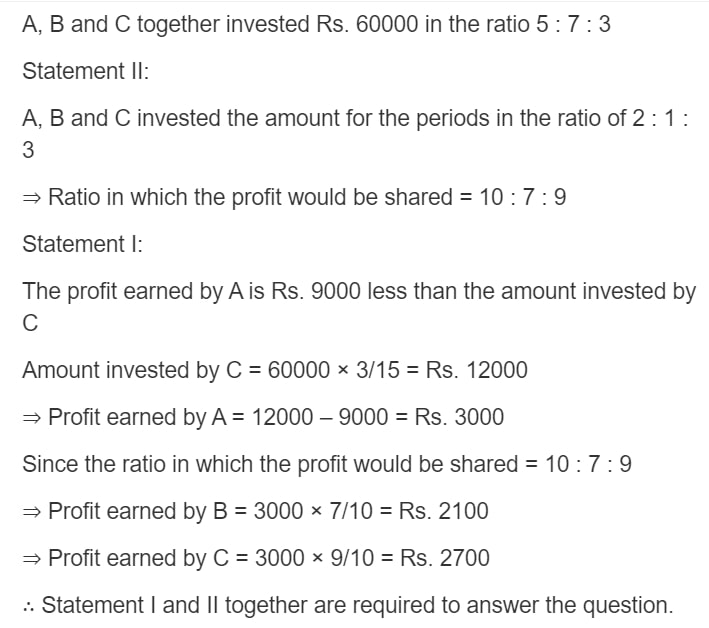 A, B and C together invested Rs. 60000 in the ratio 5 : 7 : 3
Statement II:
A, B and C invested the amount for the periods in the ratio of 2 : 1 :
3
⇒ Ratio in which the profit would be shared = 10 : 7 : 9
Statement I:
The profit earned by A is Rs. 9000 less than the amount invested by
C
Amount invested by C = 60000 × 3/15 = Rs. 12000
⇒ Profit earned by A = 12000 – 9000 = Rs. 3000
Since the ratio in which the profit would be shared = 10 : 7 : 9
⇒ Profit earned by B = 3000 × 7/10 = Rs. 2100
⇒ Profit earned by C = 3000 × 9/10 = Rs. 2700
∴ Statement I and II together are required to answer the question.